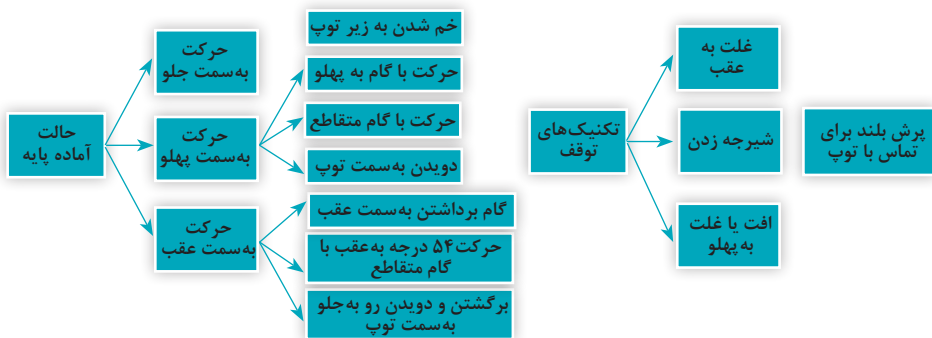 حالت
آماده پایه
حرکت
به‌سمت جلو
حرکت
به‌سمت پهلو
حرکت
به‌سمت عقب
خم شدن به زیر توپ
حرکت با گام به پهلو
حرکت با گام متقاطع
دویدن به‌سمت توپ
گام برداشتن به‌سمت عقب
حرکت ۵۴ درجه به‌عقب با
گام متقاطع
برگشتن و دویدن رو به‌جلو
به‌سمت توپ
تکنیک‌های
توقف
غلت به
عقب
شیرجه زدن
افت یا غلت
به‌پهلو
پرش بلند برای
تماس با توپ